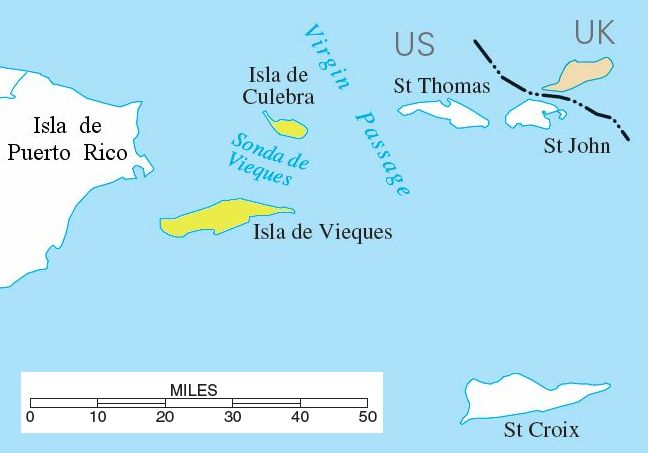 US
UK
Virgin Passage
Isla de
Culebra
St Thomas
Isla de
Puerto Rico
Sonda de
Vieques
St John
Isla de Vieques
MILES
0 10 20 30 40 50
St Croix